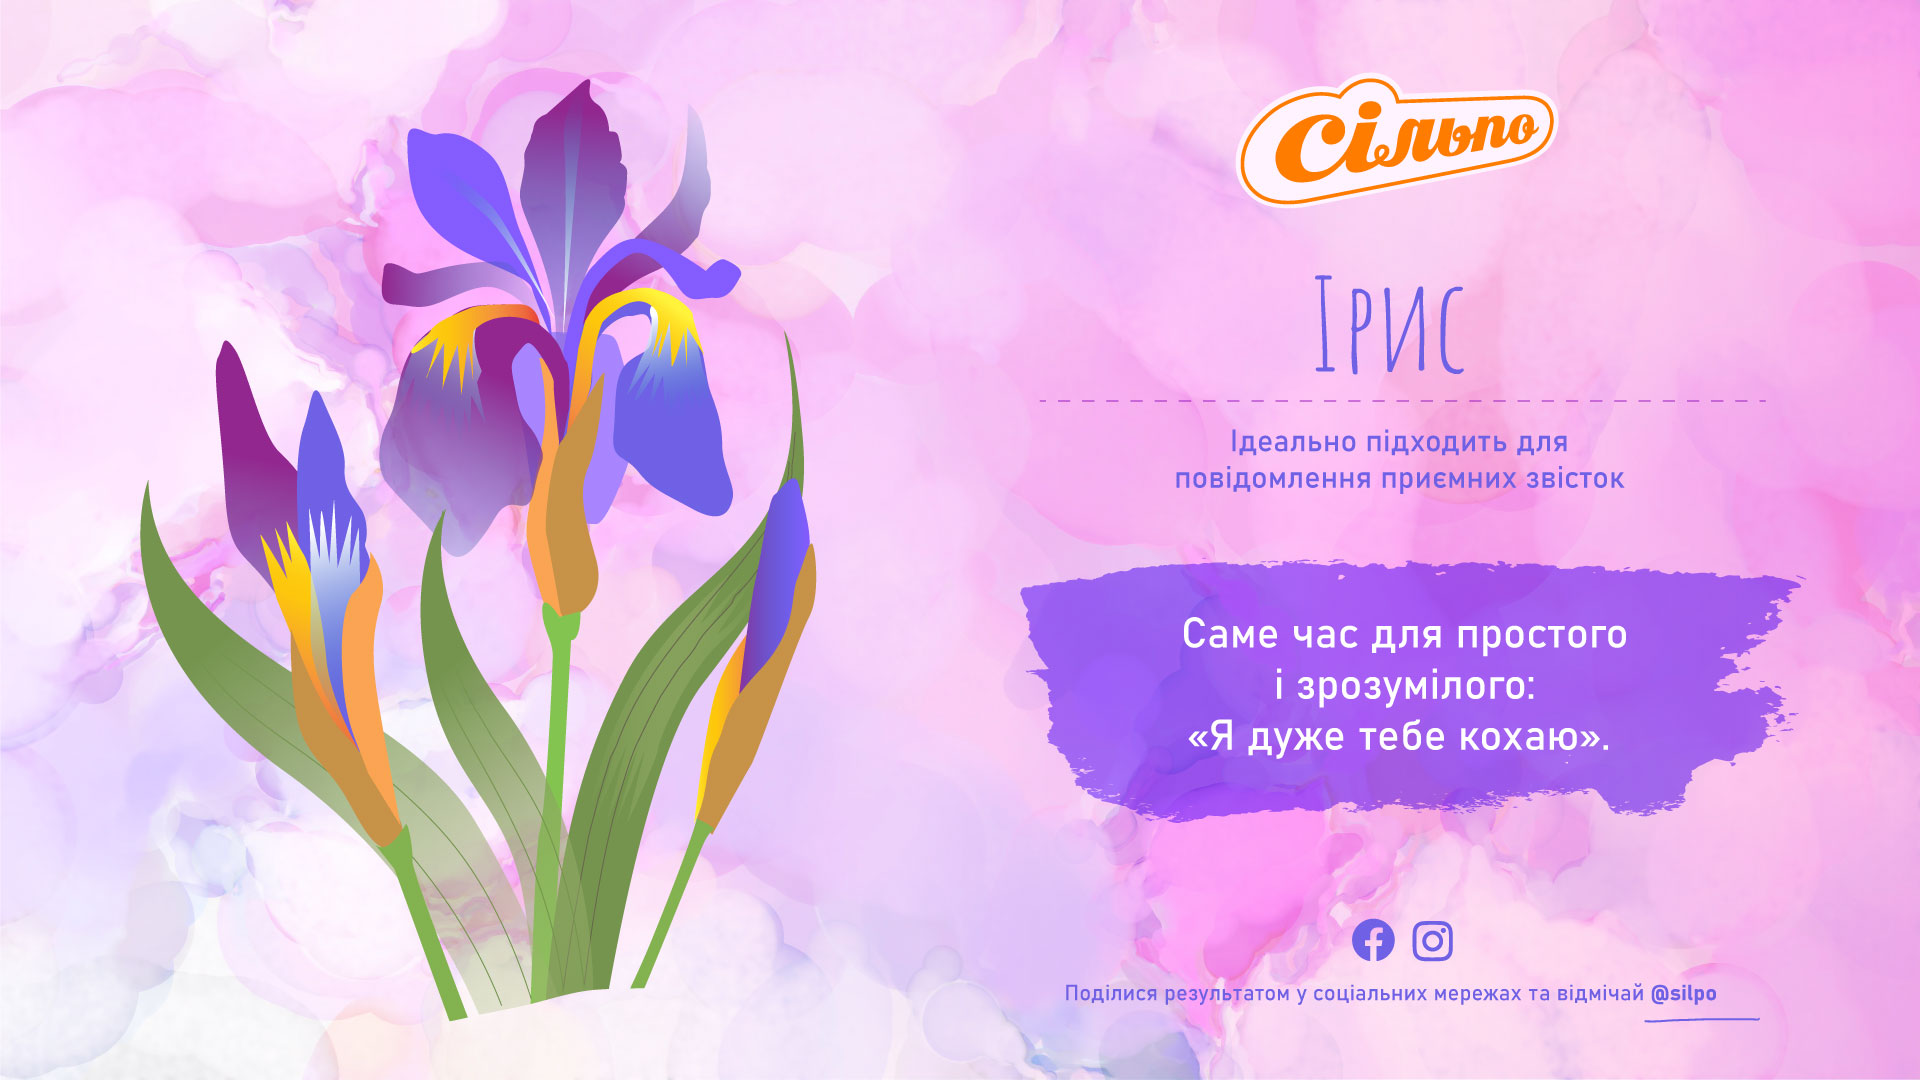 Сільпо
Ірис
Ідеально підходить для
повідомлення приємних звісток
Саме час для простого
і зрозумілого:
«Я дуже тебе кохаю».
Поділися результатом у соціальних мережах та відмічай @silpo